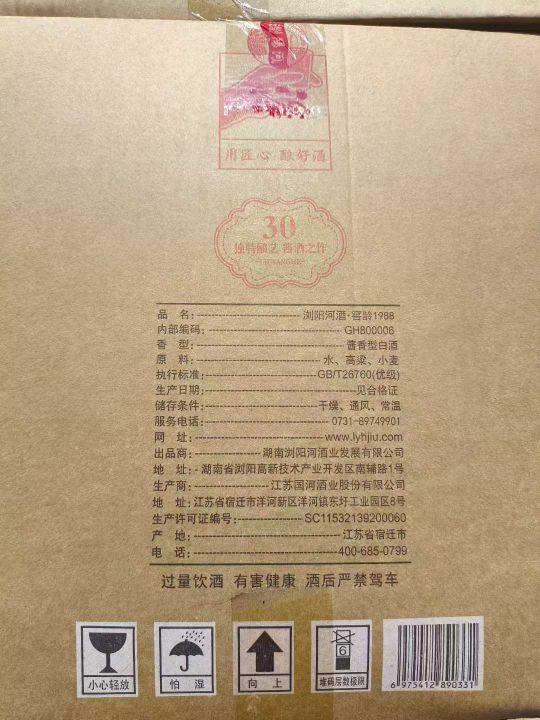 用匠心 酿好酒
30
独特酿艺 酱酒之作
LIUYANGHE
品 名: 浏阳河酒·窖龄1988
内部编码: GH800006
香 型: 酱香型白酒
原 料: 水、高粱、小麦
执行标准: GB/T26760(优级)
生产日期: 见合格证
储存条件: 干燥、通风、常温
服务电话: 0731-89749901
网 址: www.lyhjiu.com
出品商: 湖南浏阳河酒业发展有限公司
地 址: 湖南省浏阳高新技术产业开发区南辅路1号
生产商: 江苏国河酒业股份有限公司
地 址: 江苏省宿迁市洋河新区洋河镇东圩工业园区8号
生产许可证编号: SC11532139200060
产 地: 江苏省宿迁市
电 话: 400-685-0799
过量饮酒 有害健康 酒后严禁驾车
6
小心轻放 怕 湿 向 上 堆码层数极限
6 975412 890331